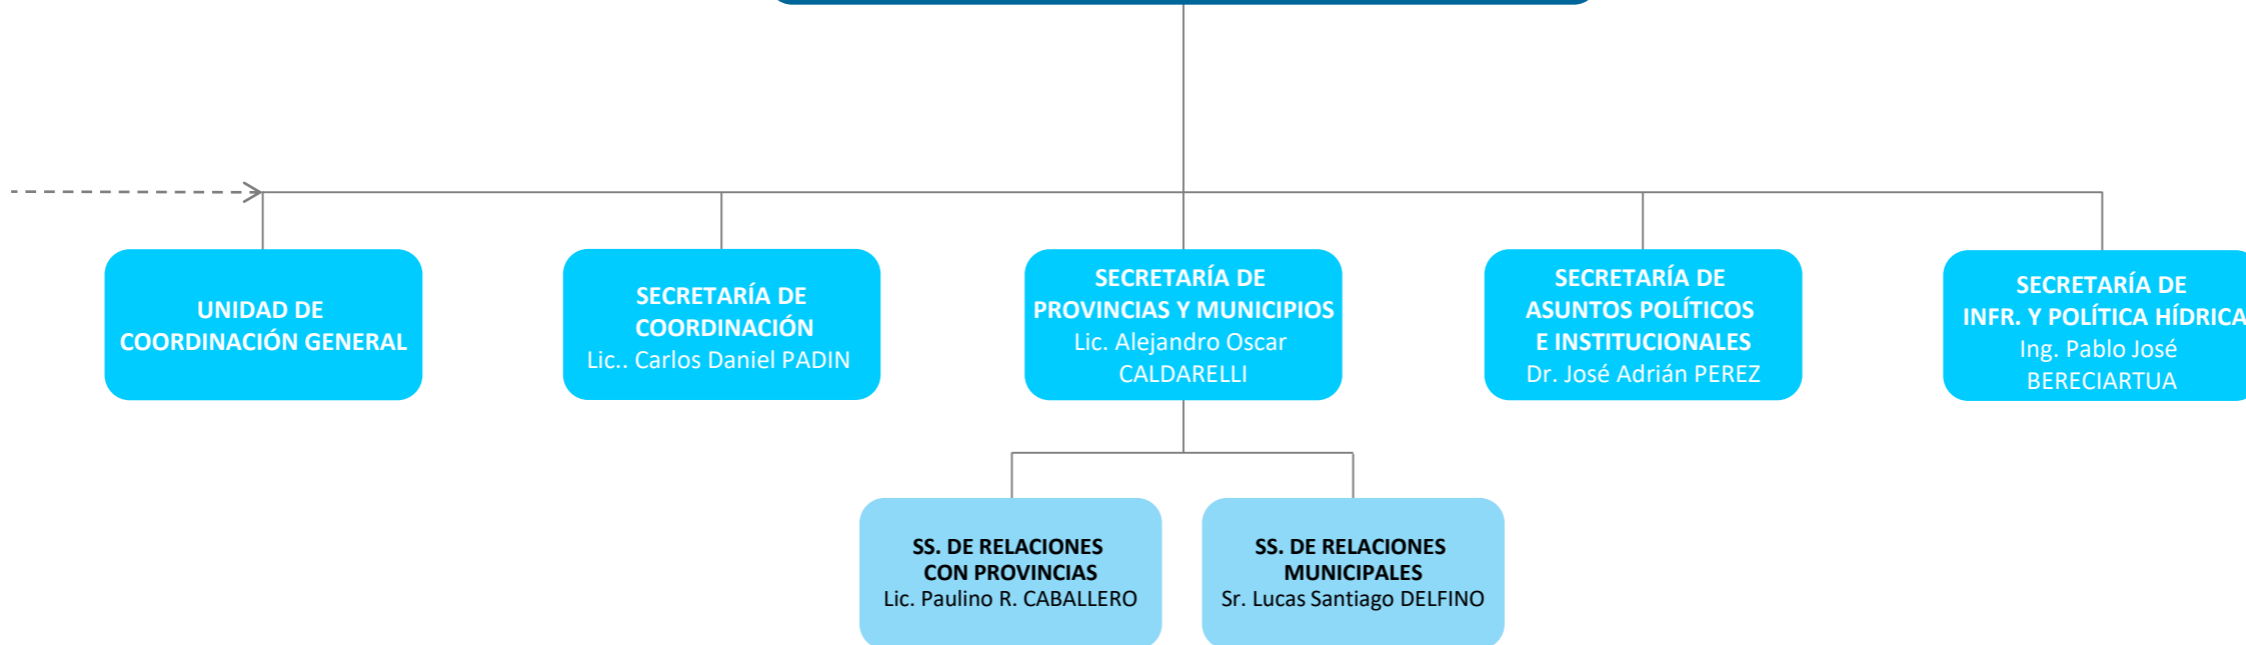 UNIDAD DE
COORDINACIÓN GENERAL
SECRETARÍA DE
COORDINACIÓN
Lic.. Carlos Daniel PADIN
SECRETARÍA DE
PROVINCIAS Y MUNICIPIOS
Lic. Alejandro Oscar
CALDARELLI
SECRETARÍA DE
ASUNTOS POLÍTICOS
E INSTITUCIONALES
Dr. José Adrián PEREZ
SECRETARÍA DE
INFR. Y POLÍTICA HÍDRICA
Ing. Pablo José
BERECIARTUA
SS. DE RELACIONES
CON PROVINCIAS
Lic. Paulino R. CABALLERO
SS. DE RELACIONES
MUNICIPALES
Sr. Lucas Santiago DELFINO